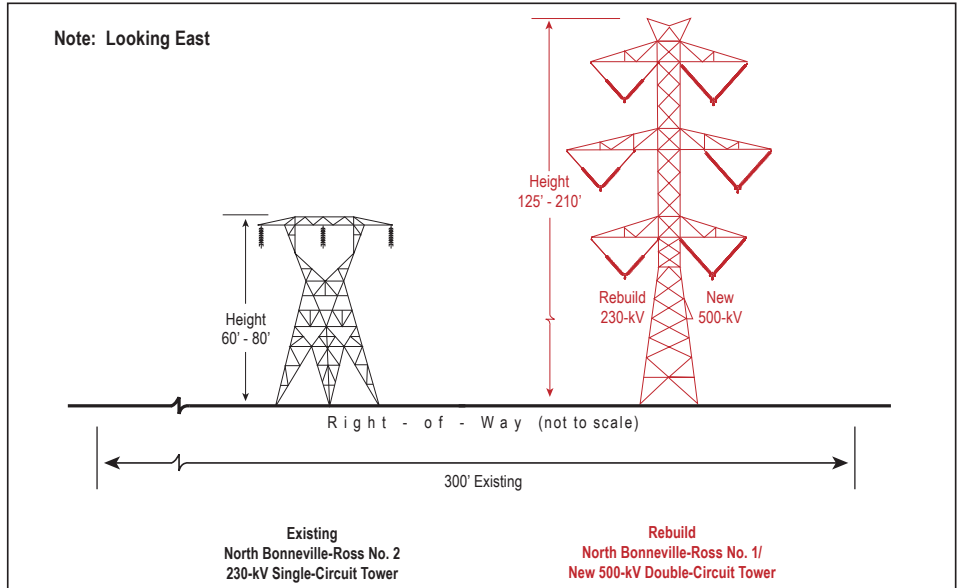 Note: Looking East
Height
125' - 210'
Height
60' - 80'
Rebuild
230-kV
New
500-kV
Right - of - Way (not to scale)
300' Existing
Existing
North Bonneville-Ross No. 2
230-kV Single-Circuit Tower
Rebuild
North Bonneville-Ross No. 1/
New 500-kV Double-Circuit Tower